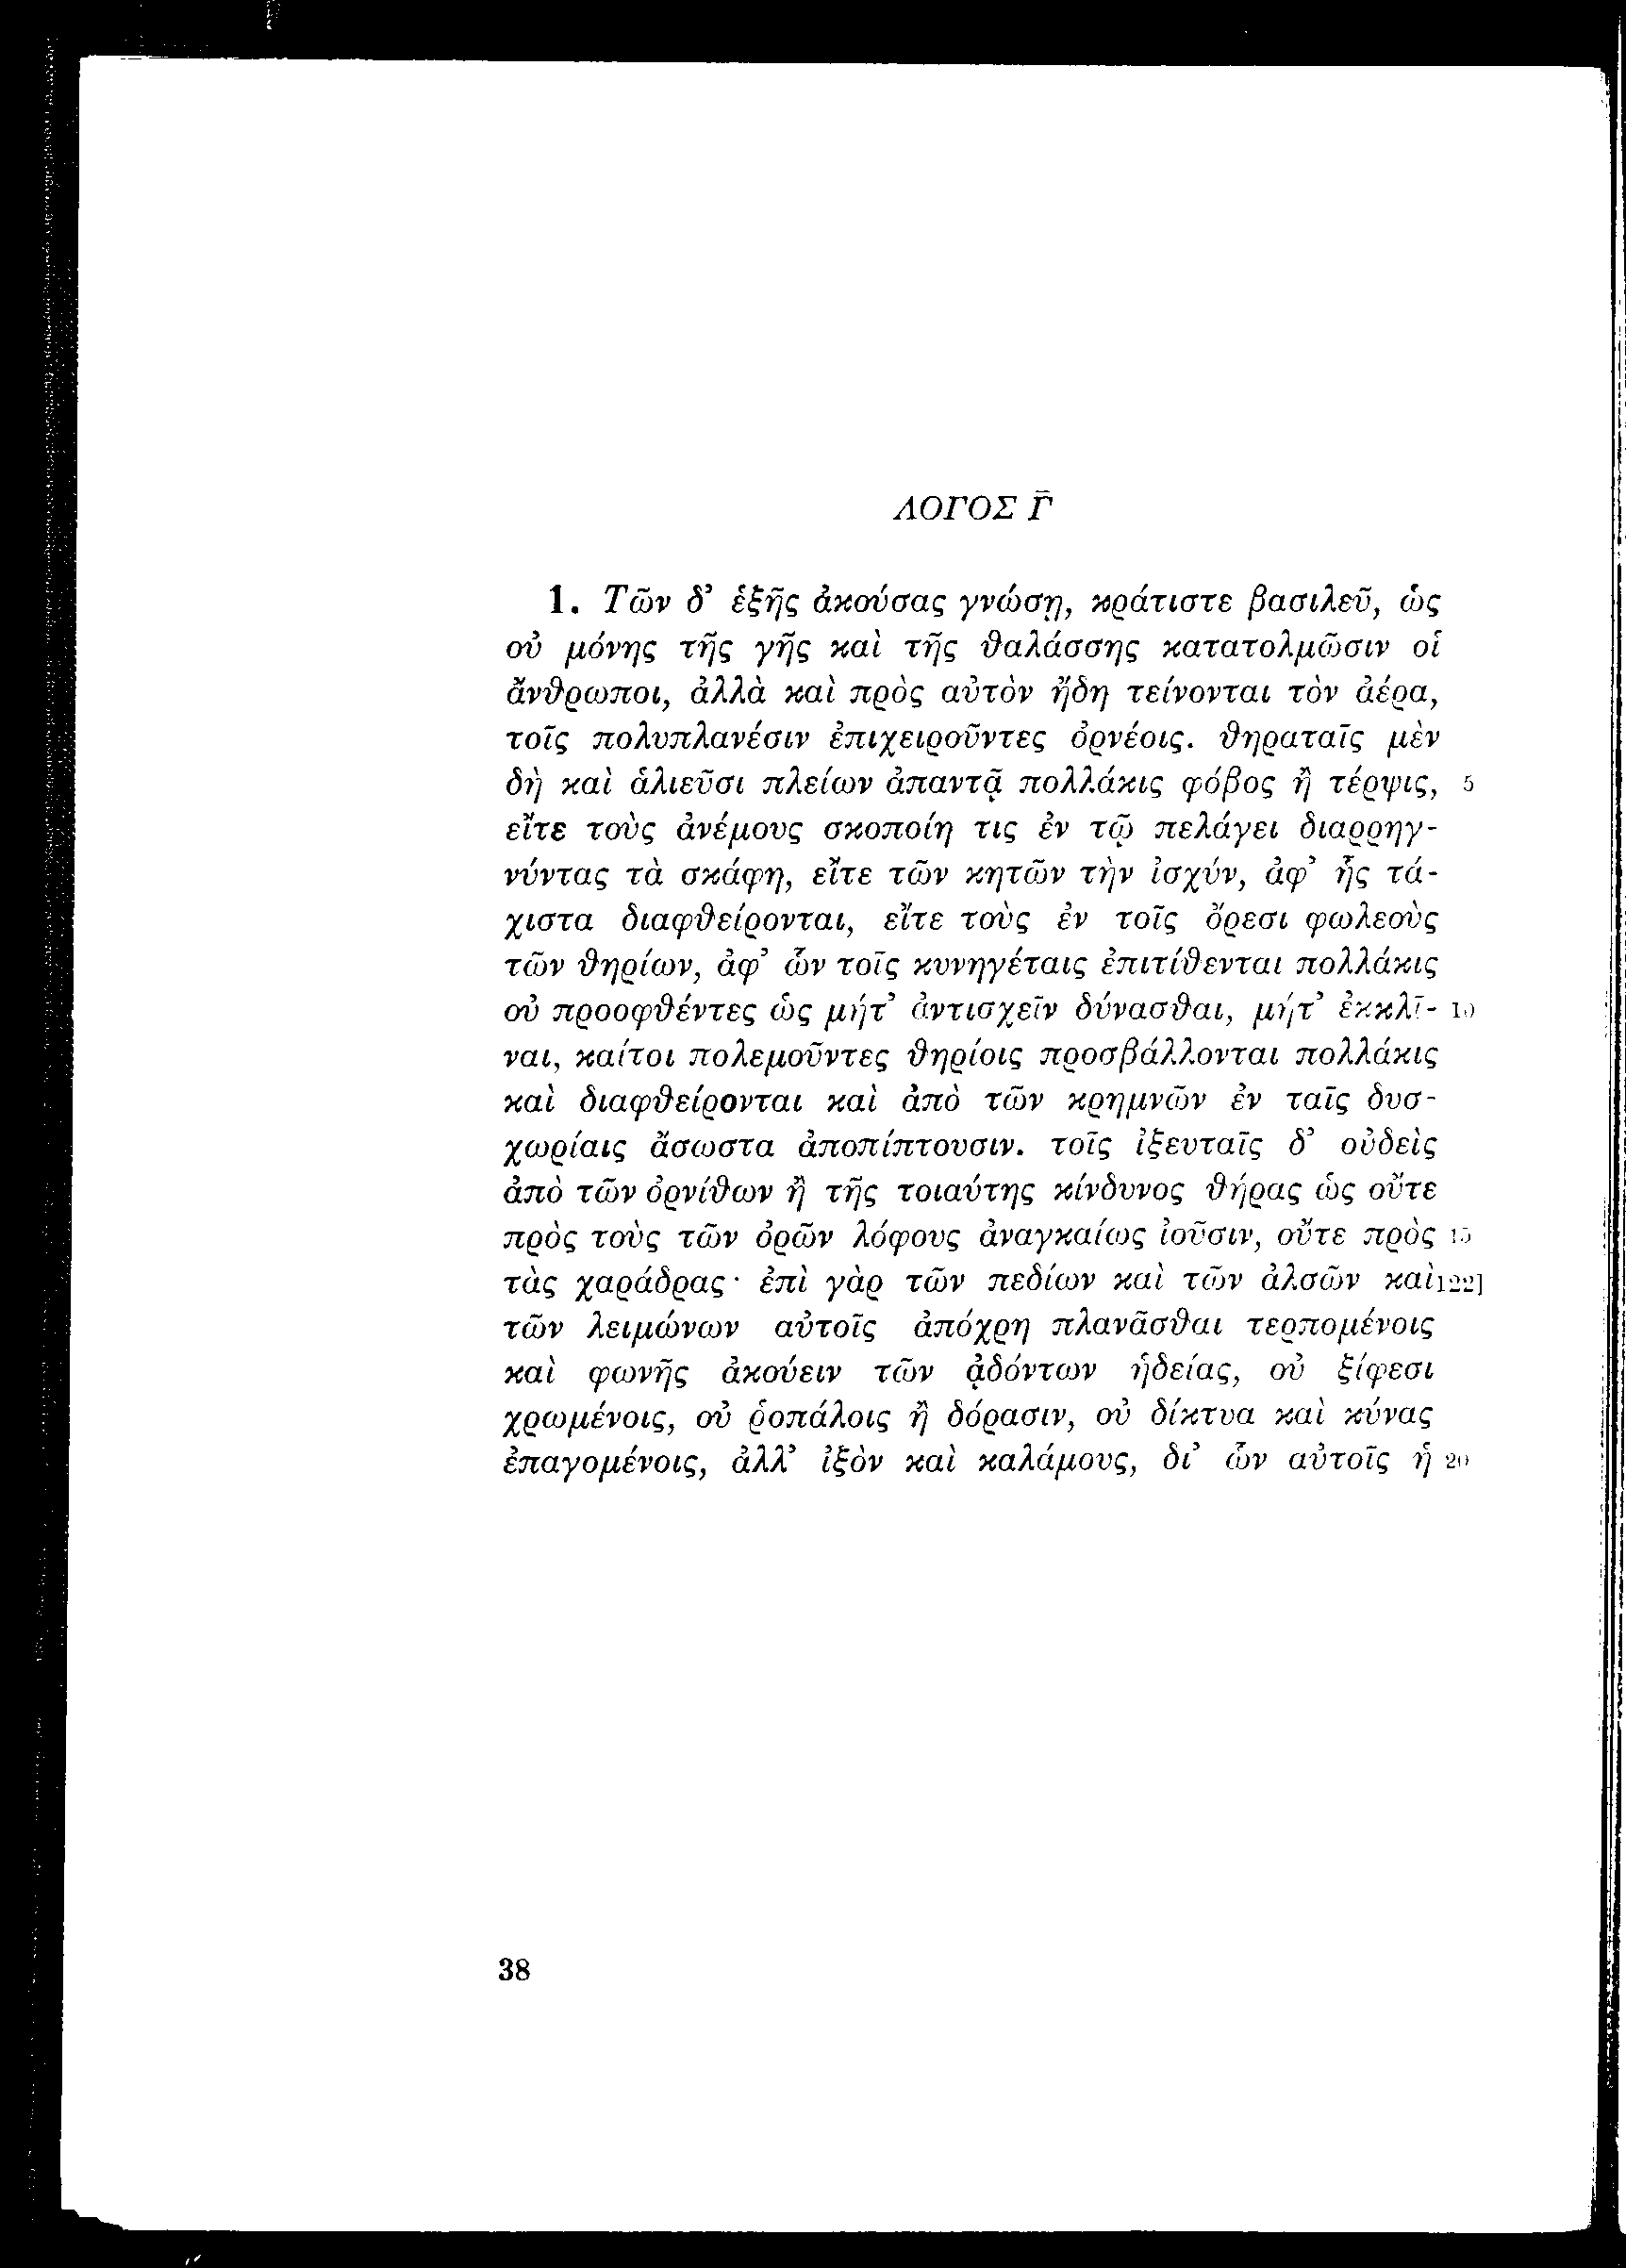 ΛΟΓΟΣ Γ̅
1. Τῶν δ’ ἑξῆς ἀκούσας γνώσῃ, κράτιστε βασιλεῦ, ὡς
οὐ μόνης τῆς γῆς καὶ τῆς θαλάσσης κατατολμῶσιν οἱ
ἄνθρωποι, ἀλλὰ καὶ πρὸς αὐτὸν ἤδη τείνονται τὸν ἀέρα,
τοῖς πολυπλανέσιν ἐπιχειροῦντες ὀρνέοις. θηραταῖς μὲν
δὴ καὶ ἁλιεῦσι πλείων ἀπαντᾷ πολλάκις φόβος ἢ τέρψις, 5
εἴτε τοὺς ἀνέμους σκοποίη τις ἐν τῷ πελάγει διαρρηγ-
νύντας τὰ σκάφη, εἴτε τῶν κητῶν τὴν ἰσχύν, ἀφ’ ἧς τά-
χιστα διαφθείρονται, εἴτε τοὺς ἐν τοῖς ὄρεσι φωλεοὺς
τῶν θηρίων, ἀφ’ ὧν τοῖς κυνηγέταις ἐπιτίθενται πολλάκις
οὐ προοφθέντες ὡς μήτ’ ἀντισχεῖν δύνασθαι, μήτ’ ἐκκλῖ- 10
ναι, καίτοι πολεμοῦντες θηρίοις προσβάλλονται πολλάκις
καὶ διαφθείρονται καὶ ἀπὸ τῶν κρημνῶν ἐν ταῖς δυσ-
χωρίαις ἄσωστα ἀποπίπτουσιν. τοῖς ἰξευταῖς δ’ οὐδεὶς
ἀπὸ τῶν ὀρνίθων ἢ τῆς τοιαύτης κίνδυνος θήρας ὡς οὔτε
πρὸς τοὺς τῶν ὀρῶν λόφους ἀναγκαίως ἰοῦσιν, οὔτε πρὸς 15
τὰς χαράδρας· ἐπὶ γὰρ τῶν πεδίων καὶ τῶν ἀλσῶν καὶ 122]
τῶν λειμώνων αὐτοῖς ἀπόχρη πλανᾶσθαι τερπομένοις
καὶ φωνῆς ἀκούειν τῶν ᾀδόντων ἡδείας, οὐ ξίφεσι
χρωμένοις, οὐ ῥοπάλοις ἢ δόρασιν, οὐ δίκτυα καὶ κύνας
ἐπαγομένοις, ἀλλ’ ἰξὸν καὶ καλάμους, δι’ ὧν αὐτοῖς ἡ 20
38